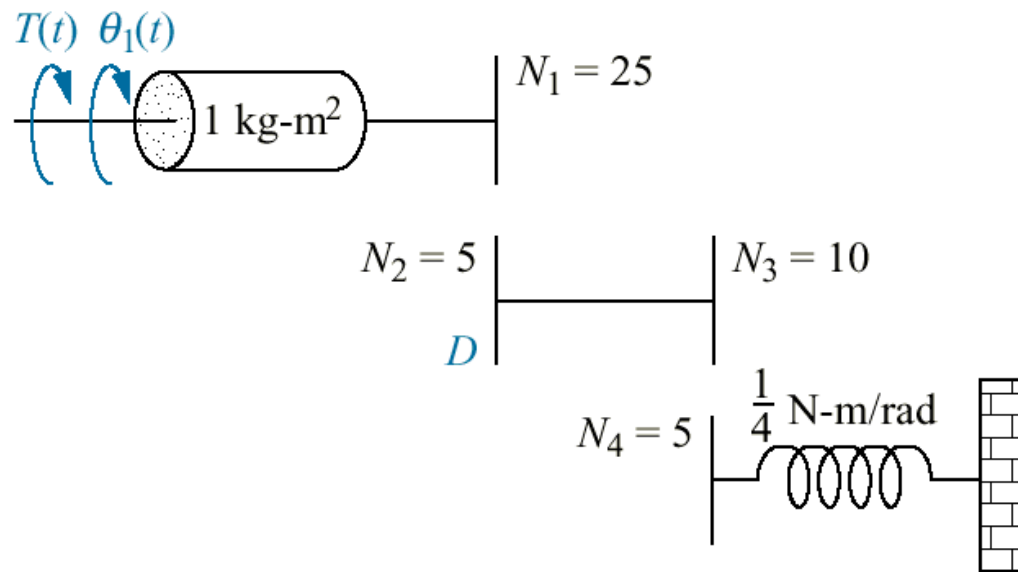 T(t) θ₁(t)
1 kg-m²
N₁ = 25
N₂ = 5
N₃ = 10
D
N₄ = 5
1/4 N-m/rad